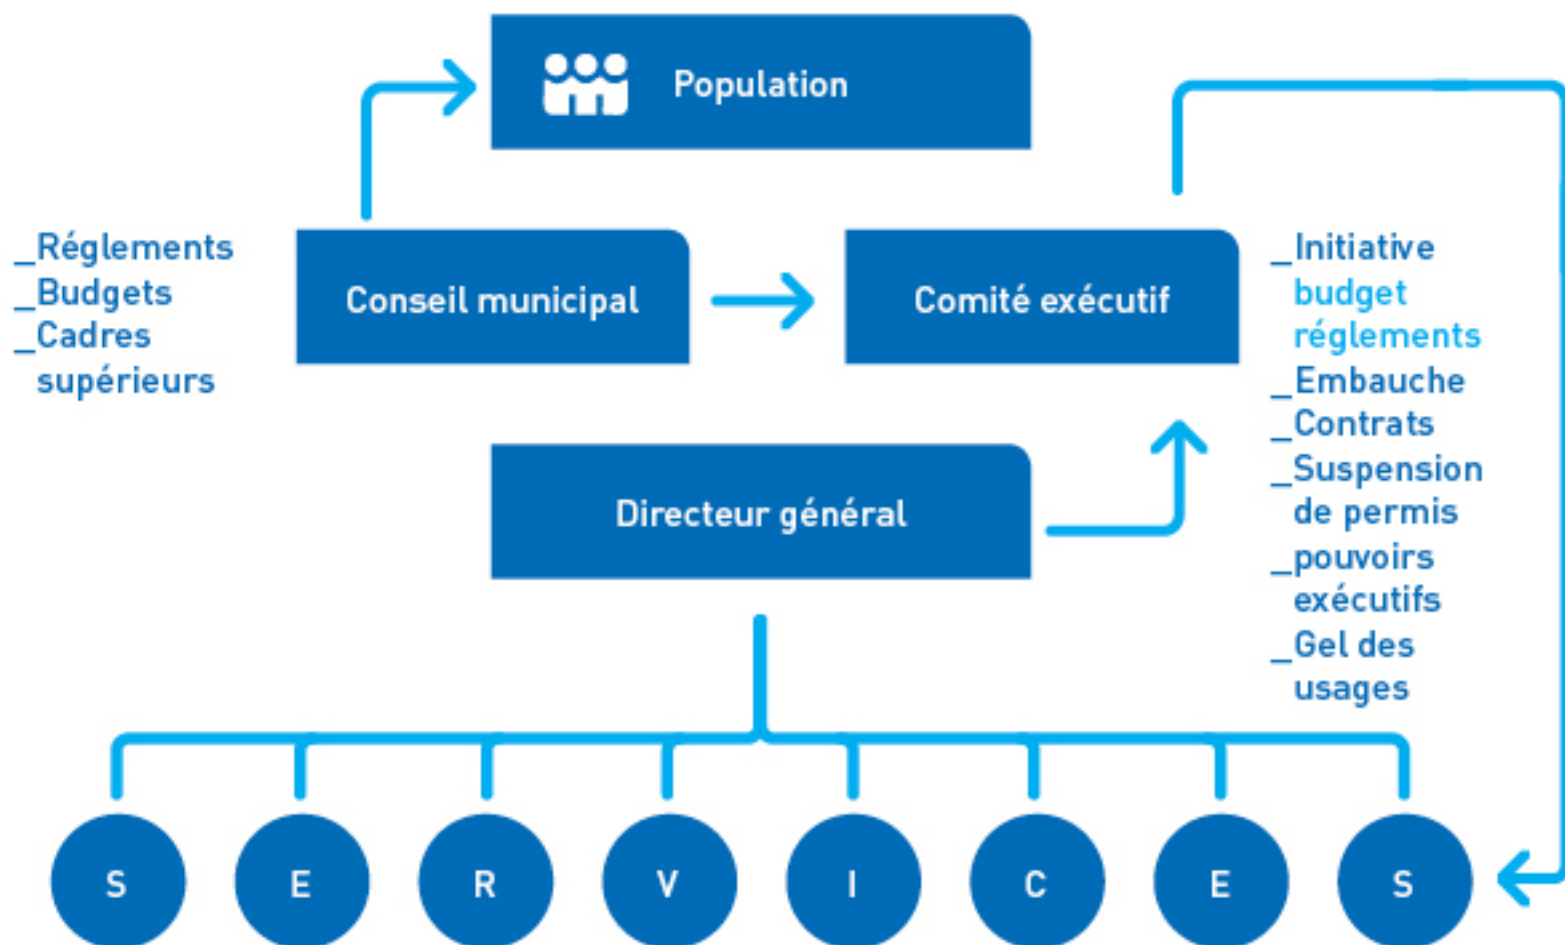 Population
_Réglements
_Budgets
_Cadres
supérieurs
Conseil municipal
Comité exécutif
_Initiative
budget
réglements
_Embauche
_Contrats
_Suspension
de permis
_pouvoirs
exécutifs
_Gel des
usages
Directeur général
S E R V I C E S